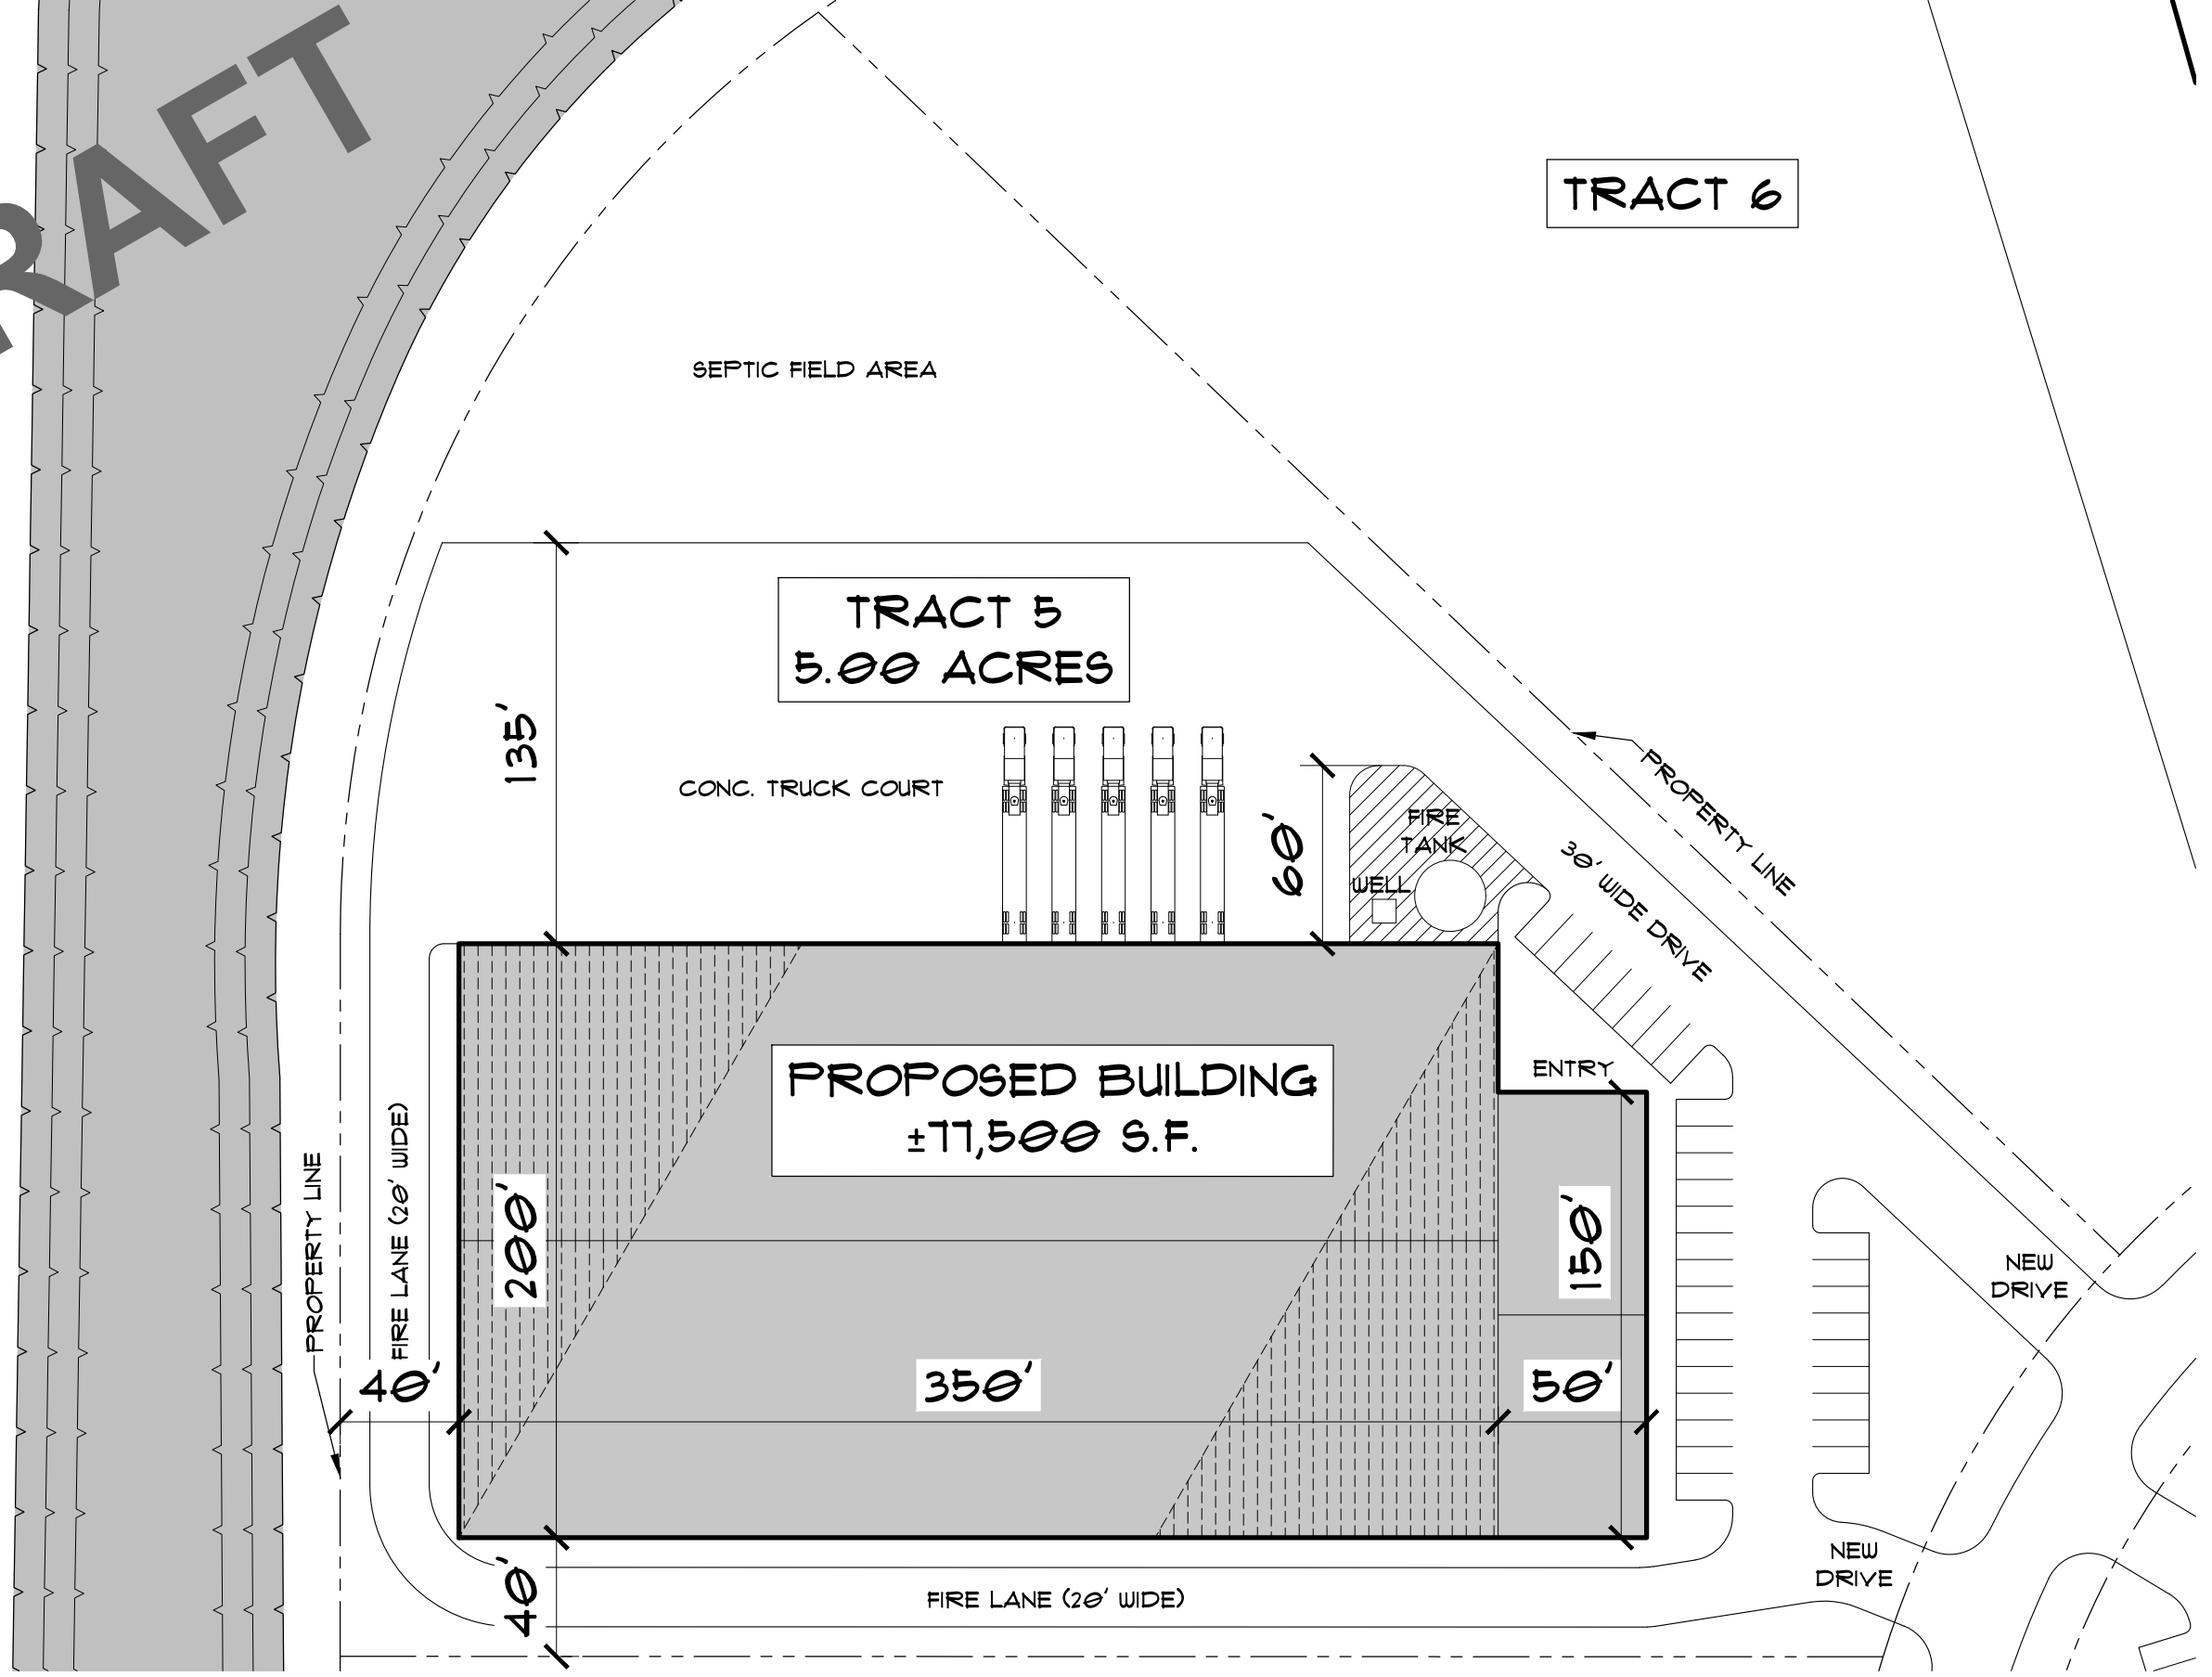 RAFT
TRACT 6
SEPTIC FIELD AREA
TRACT 5
5.00 ACRES
135'
CONC. TRUCK COURT
60'
FIRE
TANK
WELL
PROPERTY LINE
30' WIDE DRIVE
ENTRY
PROPOSED BUILDING
±77,500 S.F.
PROPERTY LINE
FIRE LANE (20' WIDE)
200'
150'
NEW
DRIVE
40'
350'
50'
40'
FIRE LANE (20' WIDE)
NEW
DRIVE